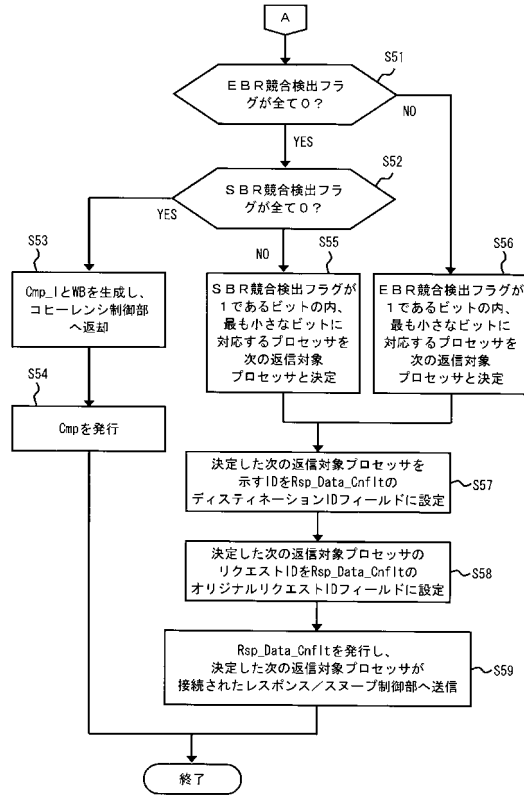 A
S51
EBR競合検出フラ
グが全て0?
NO
YES
S52
SBR競合検出フラ
グが全て0?
YES
NO
S53
Cmp_IとWBを生成し、
コヒーレンシ制御部
へ返却
S54
Cmpを発行
S55
SBR競合検出フラグが
1であるビットの内、
最も小さなビットに
対応するプロセッサを
次の返信対象
プロセッサと決定
S56
EBR競合検出フラグが
1であるビットの内、
最も小さなビットに
対応するプロセッサを
次の返信対象
プロセッサと決定
決定した次の返信対象プロセッサを
示すIDをRsp_Data_Cnfltの
ディスティネーションIDフィールドに設定
S57
決定した次の返信対象プロセッサの
リクエストIDをRsp_Data_Cnfltの
オリジナルリクエストIDフィールドに設定
S58
Rsp_Data_Cnfltを発行し、
決定した次の返信対象プロセッサが
接続されたレスポンス/スヌープ制御部へ送信
S59
終了